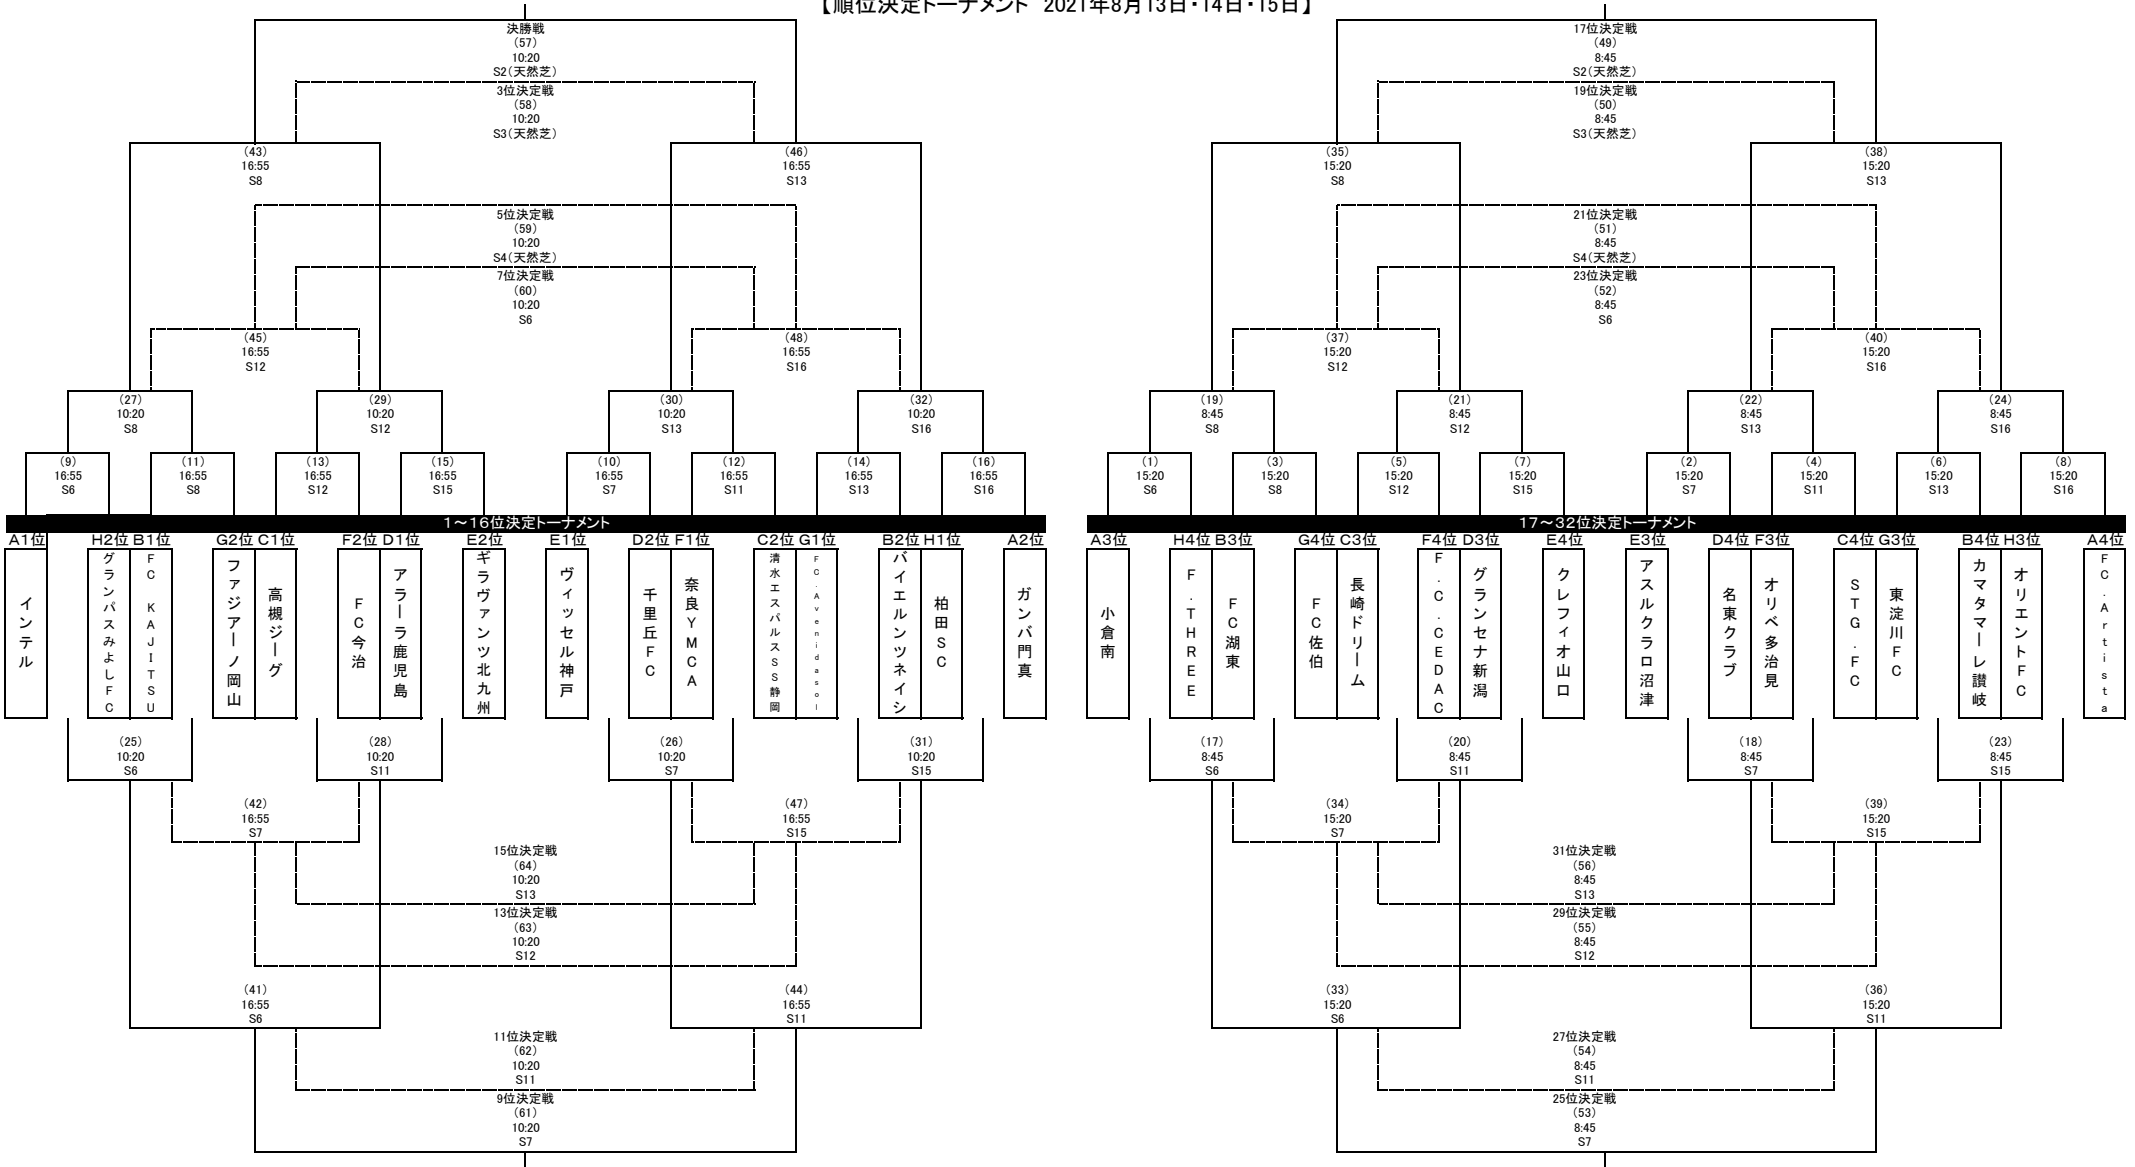 【順位決定トーナメント 2021年8月13日・14日・15日】
決勝戦
(57)
10:20
S2(天然芝)
3位決定戦
(58)
10:20
S3(天然芝)
(43)
16:55
S8
(46)
16:55
S13
5位決定戦
(59)
10:20
S4(天然芝)
7位決定戦
(60)
10:20
S6
(45)
16:55
S12
(48)
16:55
S16
(27)
10:20
S8
(29)
10:20
S12
(30)
10:20
S13
(32)
10:20
S16
(9)
16:55
S6
(11)
16:55
S8
(13)
16:55
S12
(15)
16:55
S15
(10)
16:55
S7
(12)
16:55
S11
(14)
16:55
S13
(16)
16:55
S16
1～16位決定トーナメント
A1位 H2位 B1位 G2位 C1位 F2位 D1位 E2位 E1位 D2位 F1位 C2位 G1位 B2位 H1位 A2位
インテル
グランパスみよしFC
FC KAJITSU
ファジアーノ岡山
高槻ジーグ
FC今治
アラーラ鹿児島
ギラヴァンツ北九州
ヴィッセル神戸
千里丘FC
奈良YMCA
清水エスパルスSS静岡
FC.Avenidasol
バイエルンツネイシ
柏田SC
ガンバ門真
(25)
10:20
S6
(28)
10:20
S11
(26)
10:20
S7
(31)
10:20
S15
(42)
16:55
S7
(47)
16:55
S15
15位決定戦
(64)
10:20
S13
13位決定戦
(63)
10:20
S12
(41)
16:55
S6
(44)
16:55
S11
11位決定戦
(62)
10:20
S11
9位決定戦
(61)
10:20
S7
17位決定戦
(49)
8:45
S2(天然芝)
19位決定戦
(50)
8:45
S3(天然芝)
(35)
15:20
S8
(38)
15:20
S13
21位決定戦
(51)
8:45
S4(天然芝)
23位決定戦
(52)
8:45
S6
(37)
15:20
S12
(40)
15:20
S16
(19)
8:45
S8
(21)
8:45
S12
(22)
8:45
S13
(24)
8:45
S16
(1)
15:20
S6
(3)
15:20
S8
(5)
15:20
S12
(7)
15:20
S15
(2)
15:20
S7
(4)
15:20
S11
(6)
15:20
S13
(8)
15:20
S16
17～32位決定トーナメント
A3位 H4位 B3位 G4位 C3位 F4位 D3位 E4位 E3位 D4位 F3位 C4位 G3位 B4位 H3位 A4位
小倉南
F.THREE
FC湖東
FC佐伯
長崎ドリーム
F.C.CEDAC
グランセナ新潟
クレフィオ山口
アスルクラロ沼津
名東クラブ
オリベ多治見
STG.FC
東淀川FC
カマタマーレ讃岐
オリエントFC
FC.Artista
(17)
8:45
S6
(20)
8:45
S11
(18)
8:45
S7
(23)
8:45
S15
(34)
15:20
S7
(39)
15:20
S15
31位決定戦
(56)
8:45
S13
29位決定戦
(55)
8:45
S12
(33)
15:20
S6
(36)
15:20
S11
27位決定戦
(54)
8:45
S11
25位決定戦
(53)
8:45
S7